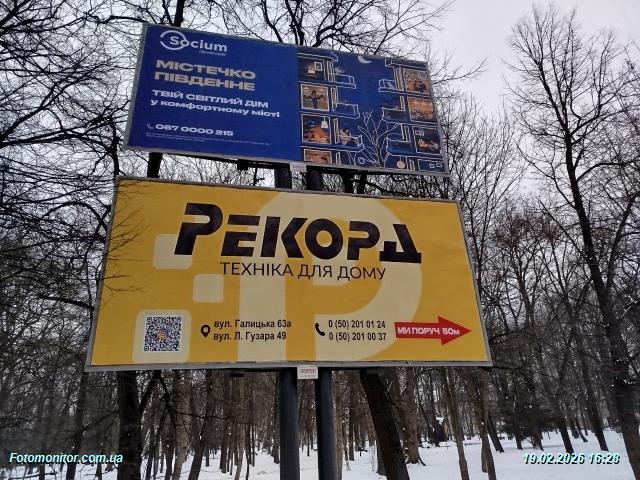 Socium
developer
МІСТЕЧКО
ПІВДЕННЕ
ТВІЙ СВІТЛИЙ ДІМ
у комфортному місті
067 0000 215
РЕКОРД
ТЕХНІКА ДЛЯ ДОМУ
вул. Галицька 63а
вул. Л. Гузара 49
0 (50) 201 01 24
0 (50) 201 00 37
МИ ПОРУЧ 50м
Fotomonitor.com.ua
19.02.2026 16:28